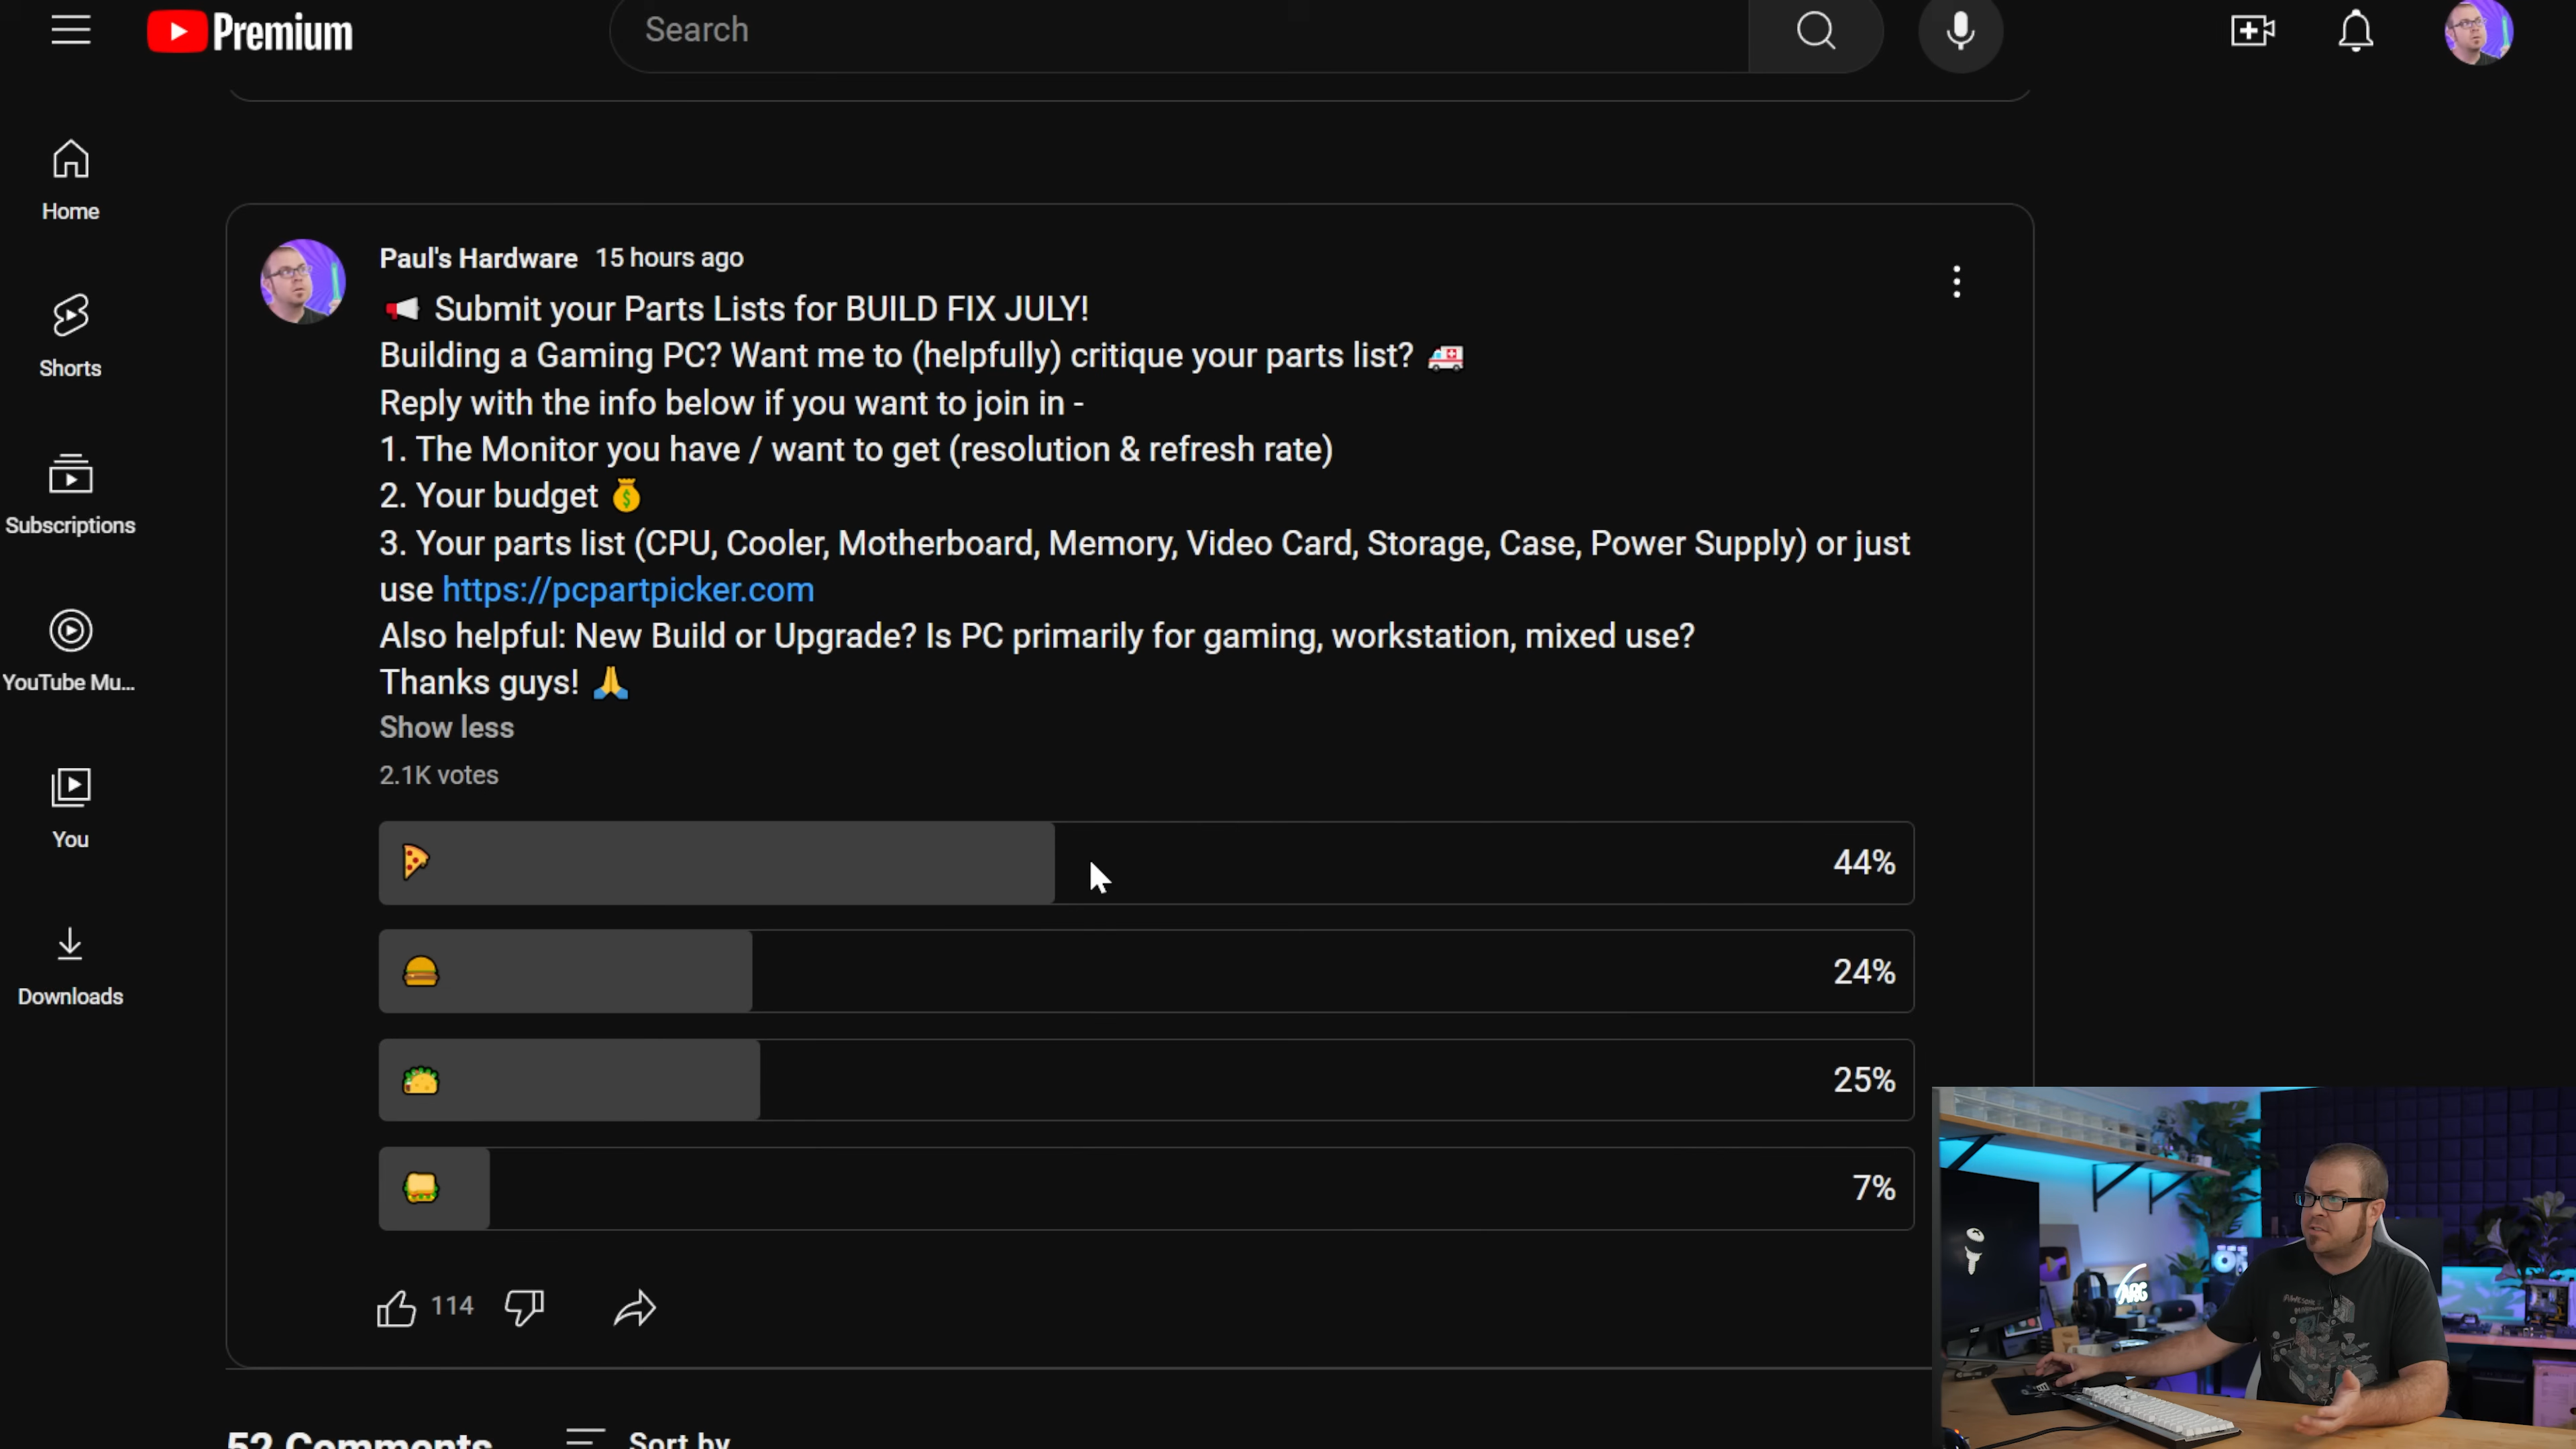 Premium
Search
Home
Shorts
Subscriptions
YouTube Mu...
You
Downloads
Paul's Hardware 15 hours ago
📢 Submit your Parts Lists for BUILD FIX JULY!
Building a Gaming PC? Want me to (helpfully) critique your parts list? 🚑
Reply with the info below if you want to join in -
1. The Monitor you have / want to get (resolution & refresh rate)
2. Your budget 💰
3. Your parts list (CPU, Cooler, Motherboard, Memory, Video Card, Storage, Case, Power Supply) or just
use https://pcpartpicker.com
Also helpful: New Build or Upgrade? Is PC primarily for gaming, workstation, mixed use?
Thanks guys! 🙏
Show less
2.1K votes
🍕 44%
🍔 24%
🌮 25%
🥪 7%
114
52 Comments Sort by